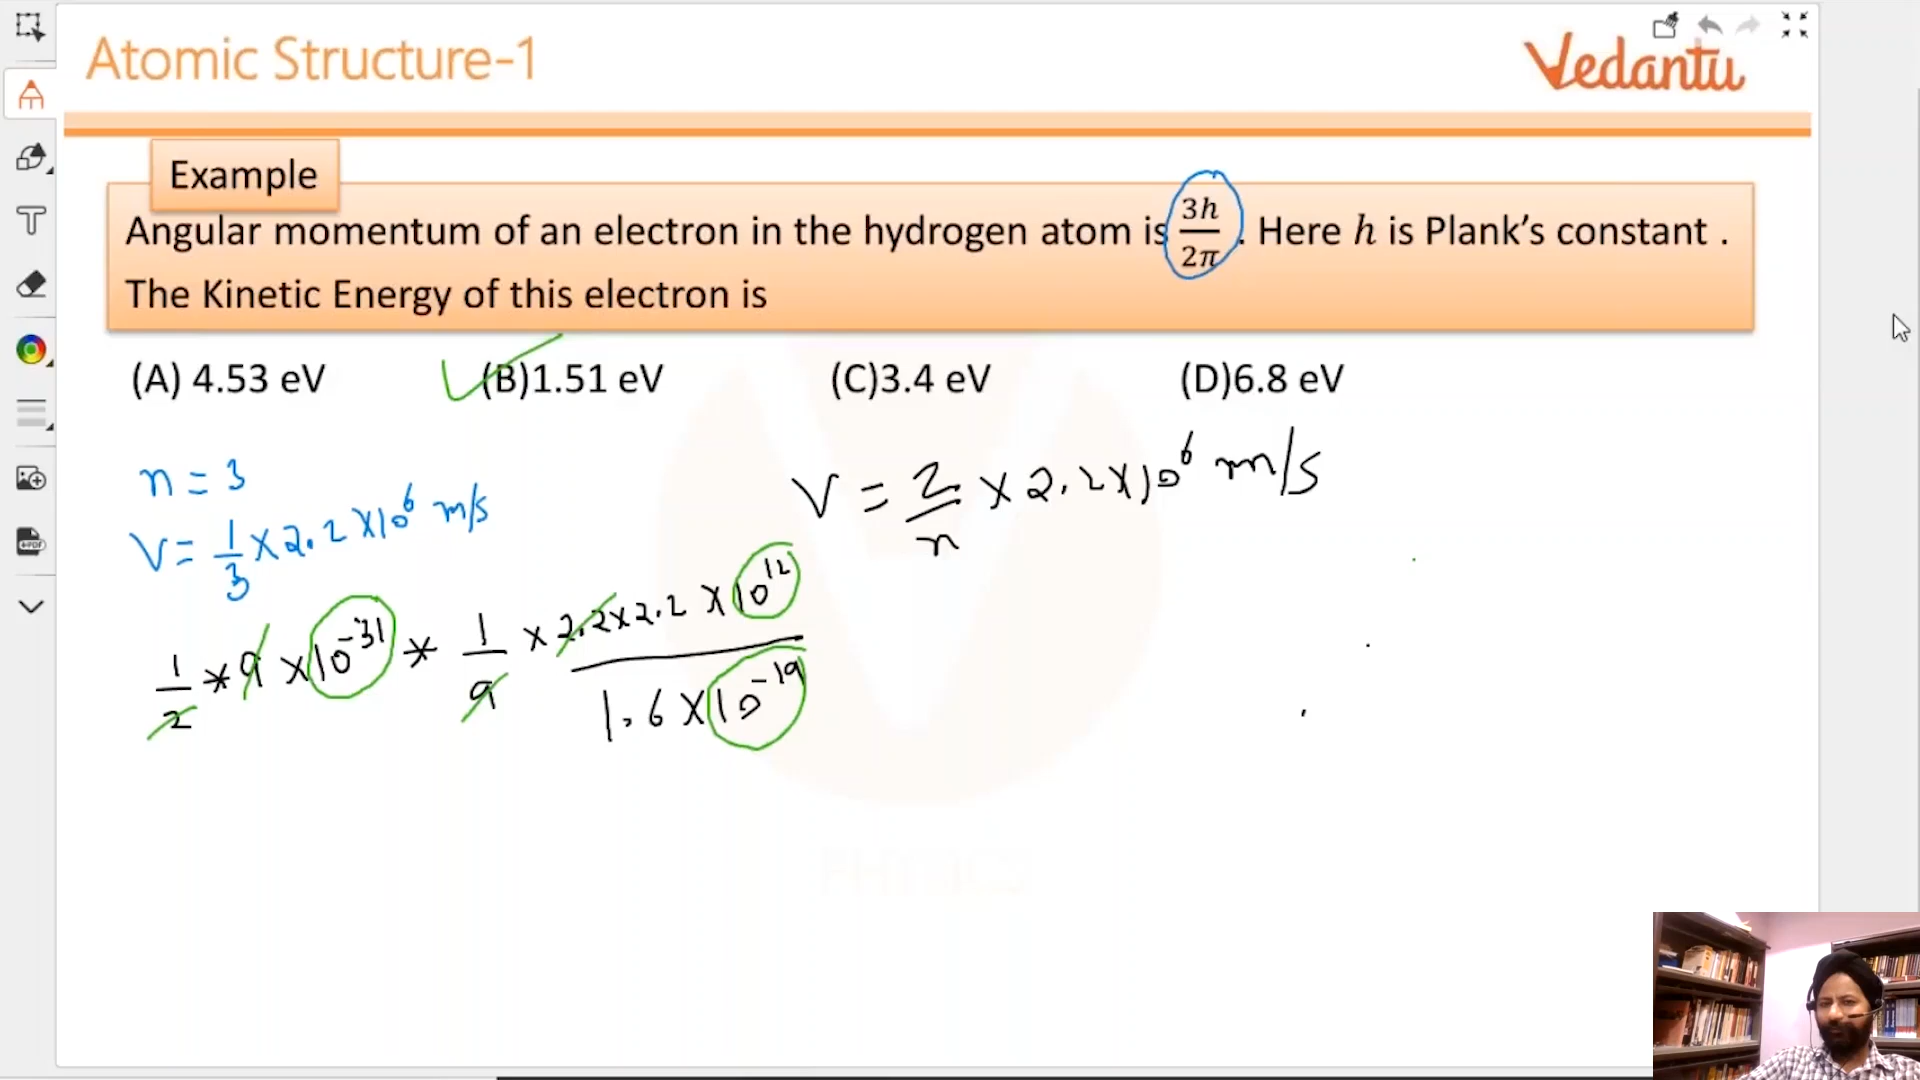 Atomic Structure-1
Vedantu
Example
Angular momentum of an electron in the hydrogen atom is 3h/2π . Here h is Plank’s constant .
The Kinetic Energy of this electron is
(A) 4.53 eV (B)1.51 eV (C)3.4 eV (D)6.8 eV
n = 3
V = 1/3 × 2.2 × 10^6 m/s
V = Z/n × 2.2 × 10^6 m/s
1/2 * 9 × 10^-31 * 1/9 × 2.2 × 2.2 × 10^12 / 1.6 × 10^-19
PHYSICS